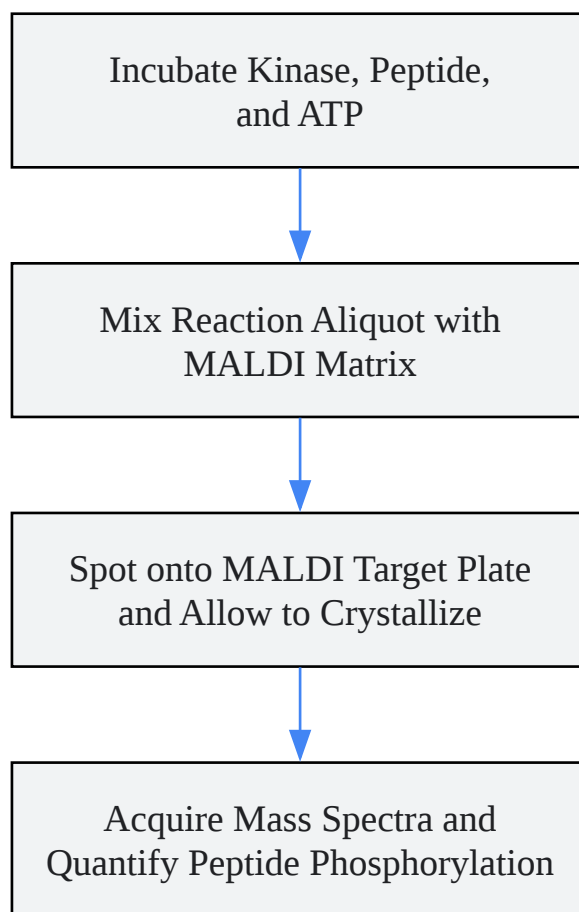 Incubate Kinase, Peptide,
and ATP
Mix Reaction Aliquot with
MALDI Matrix
Spot onto MALDI Target Plate
and Allow to Crystallize
Acquire Mass Spectra and
Quantify Peptide Phosphorylation